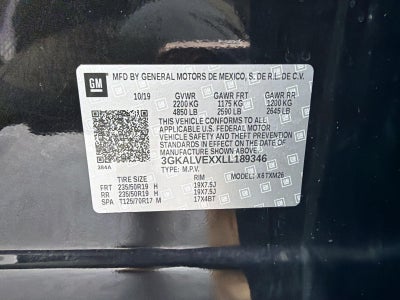 GM
MFD BY GENERAL MOTORS DE MEXICO, S. DE R.L. DE C.V.
10/19 GVWR GAWR FRT GAWR RR
2200 KG 1175 KG 1200 KG
4850 LB 2590 LB 2645 LB
THIS VEHICLE CONFORMS TO ALL
APPLICABLE U.S. FEDERAL MOTOR
VEHICLE SAFETY AND THEFT PREVENTION
STANDARDS IN EFFECT ON THE DATE OF
MANUFACTURE SHOWN ABOVE.
3GKALVEXXLL189346
384A TYPE: M.P.V.
MODEL: X6TXM26
TIRE SIZE RIM
FRT 235/50R19 H 19X7.5J
RR 235/50R19 H 19X7.5J
SPA T125/70R17 M 17X4BT